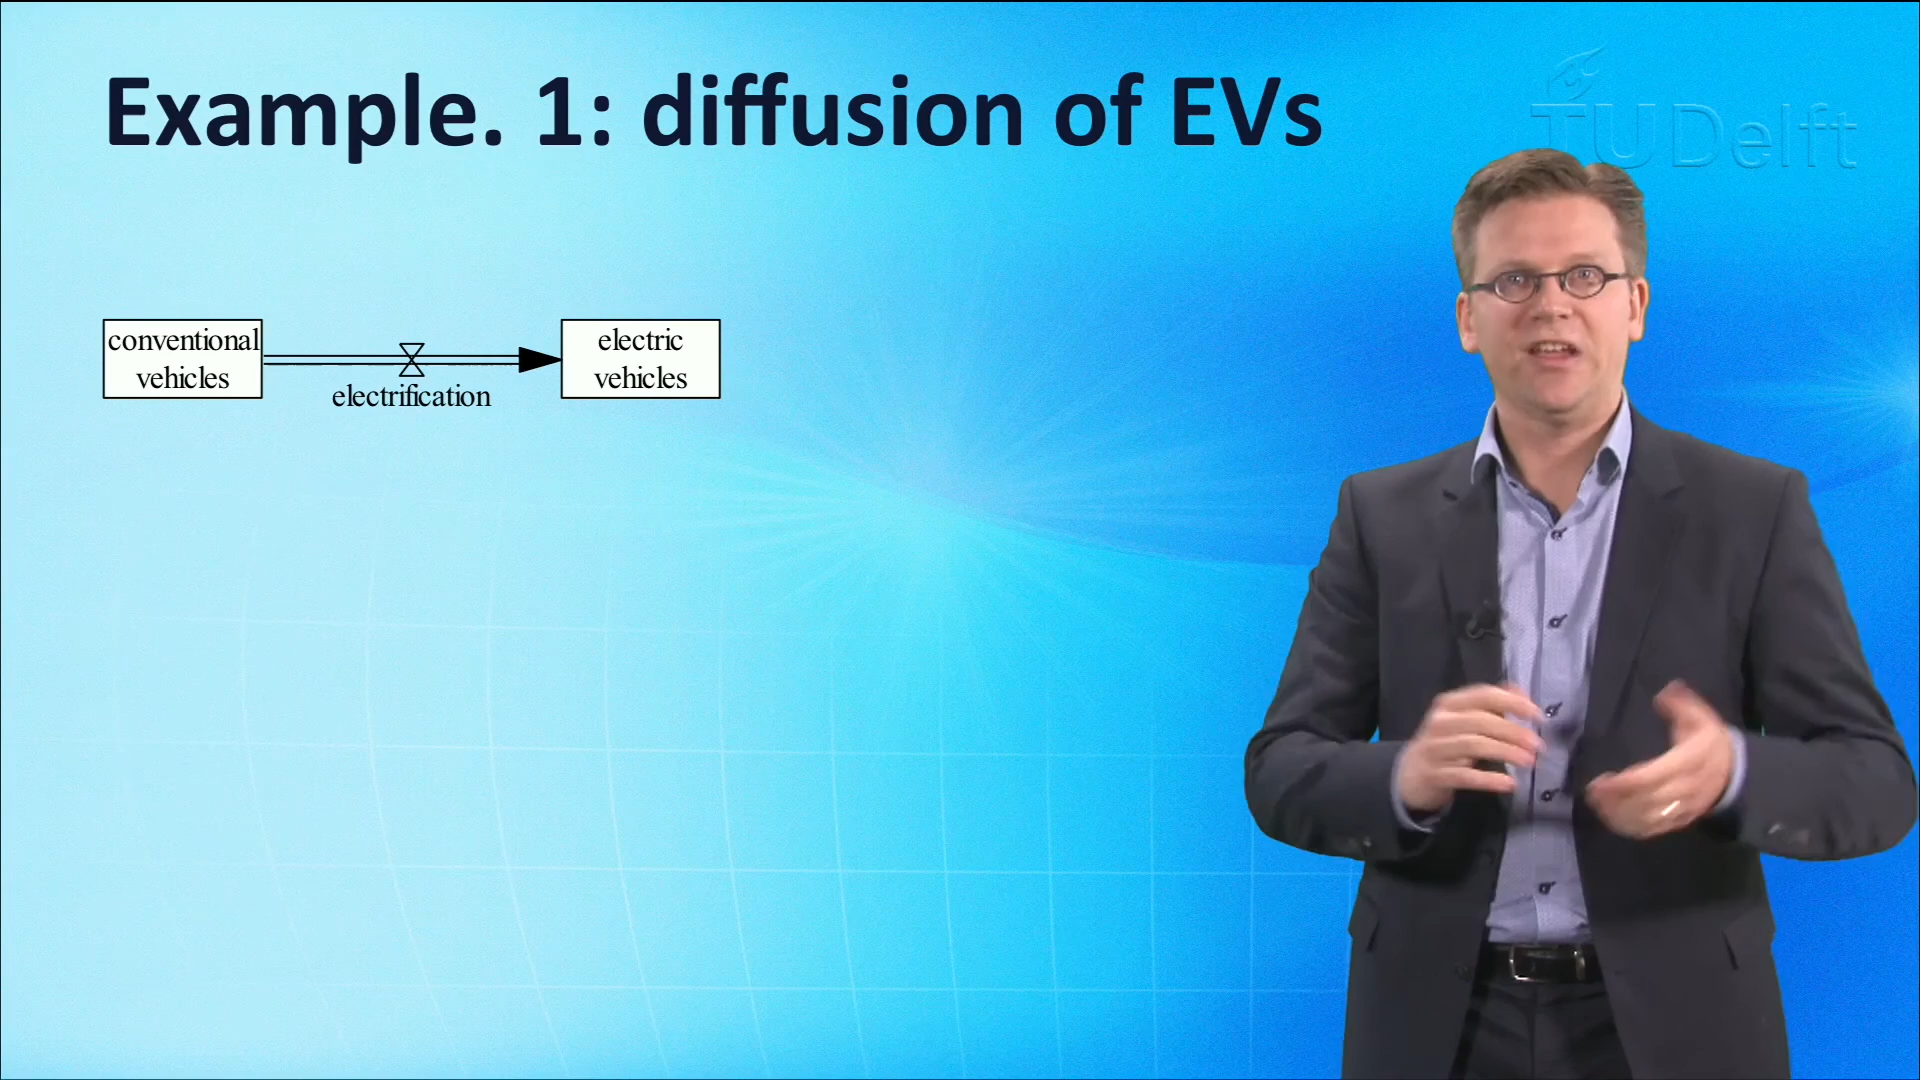 Example. 1: diffusion of EVs
TUDelft
conventional
vehicles
electrification
electric
vehicles